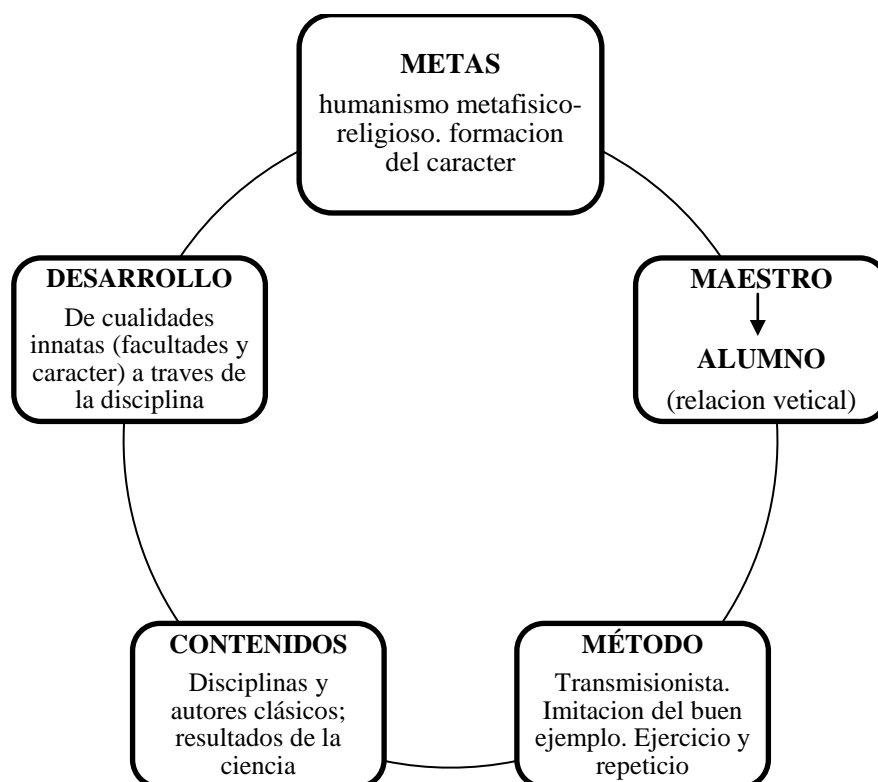 METAS
humanismo metafisico-
religioso. formacion
del caracter
DESARROLLO
De cualidades
innatas (facultades y
caracter) a traves de
la disciplina
MAESTRO
ALUMNO
(relacion vetical)
CONTENIDOS
Disciplinas y
autores clásicos;
resultados de la
ciencia
MÉTODO
Transmisionista.
Imitacion del buen
ejemplo. Ejercicio y
repeticio